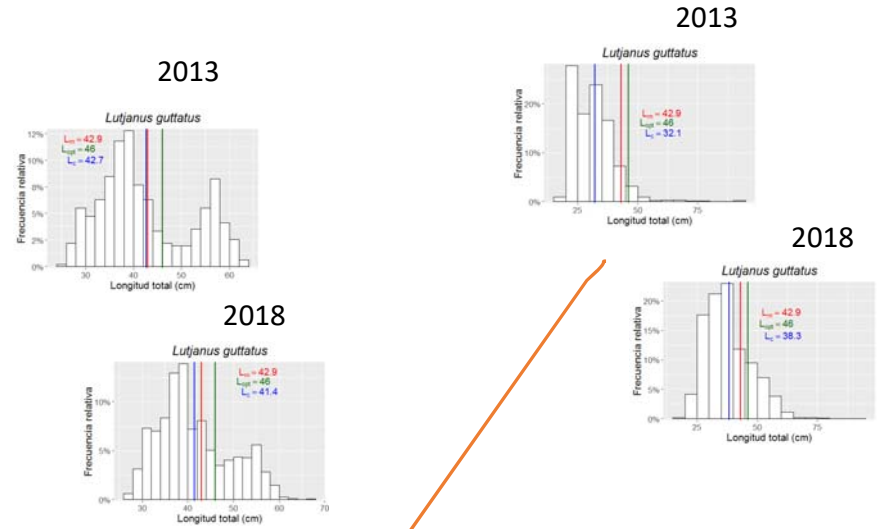 2013
Lutjanus guttatus
12%
10%
8%
5%
2%
0%
Lm = 42.9
Lopt = 46
Lc = 42.7
30 40 50 60
Frecuencia relativa
Longitud total (cm)
2018
Lutjanus guttatus
10%
5%
0%
Lm = 42.9
Lopt = 46
Lc = 41.4
30 40 50 60 70
Frecuencia relativa
Longitud total (cm)
2013
Lutjanus guttatus
20%
10%
0%
Lm = 42.9
Lopt = 46
Lc = 32.1
25 50 75
Frecuencia relativa
Longitud total (cm)
2018
Lutjanus guttatus
20%
15%
10%
5%
0%
Lm = 42.9
Lopt = 46
Lc = 38.3
25 50 75
Frecuencia relativa
Longitud total (cm)